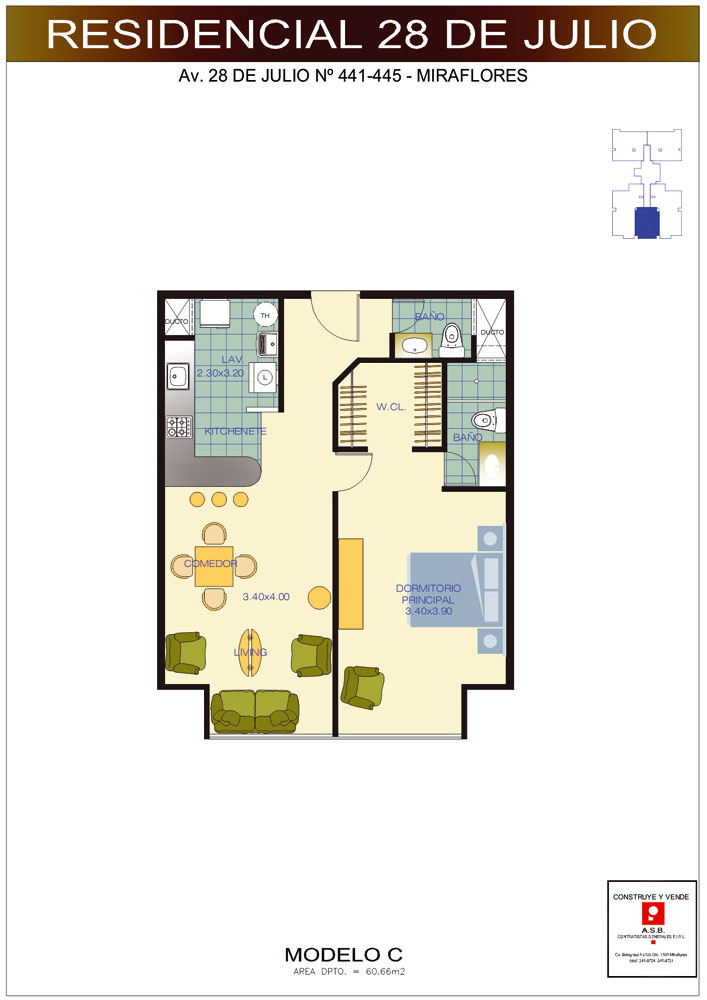 RESIDENCIAL 28 DE JULIO
Av. 28 DE JULIO Nº 441-445 - MIRAFLORES
DUCTO
TH
BAÑO
DUCTO
LAV.
2.30x3.20
L
W.CL.
KITCHENETE
BAÑO
COMEDOR
3.40x4.00
DORMITORIO
PRINCIPAL
3.40x3.90
LIVING
CONSTRUYE Y VENDE
A.S.B.
CONTRATISTAS GENERALES E.I.R.L.
MODELO C
AREA DPTO. = 60.66m2